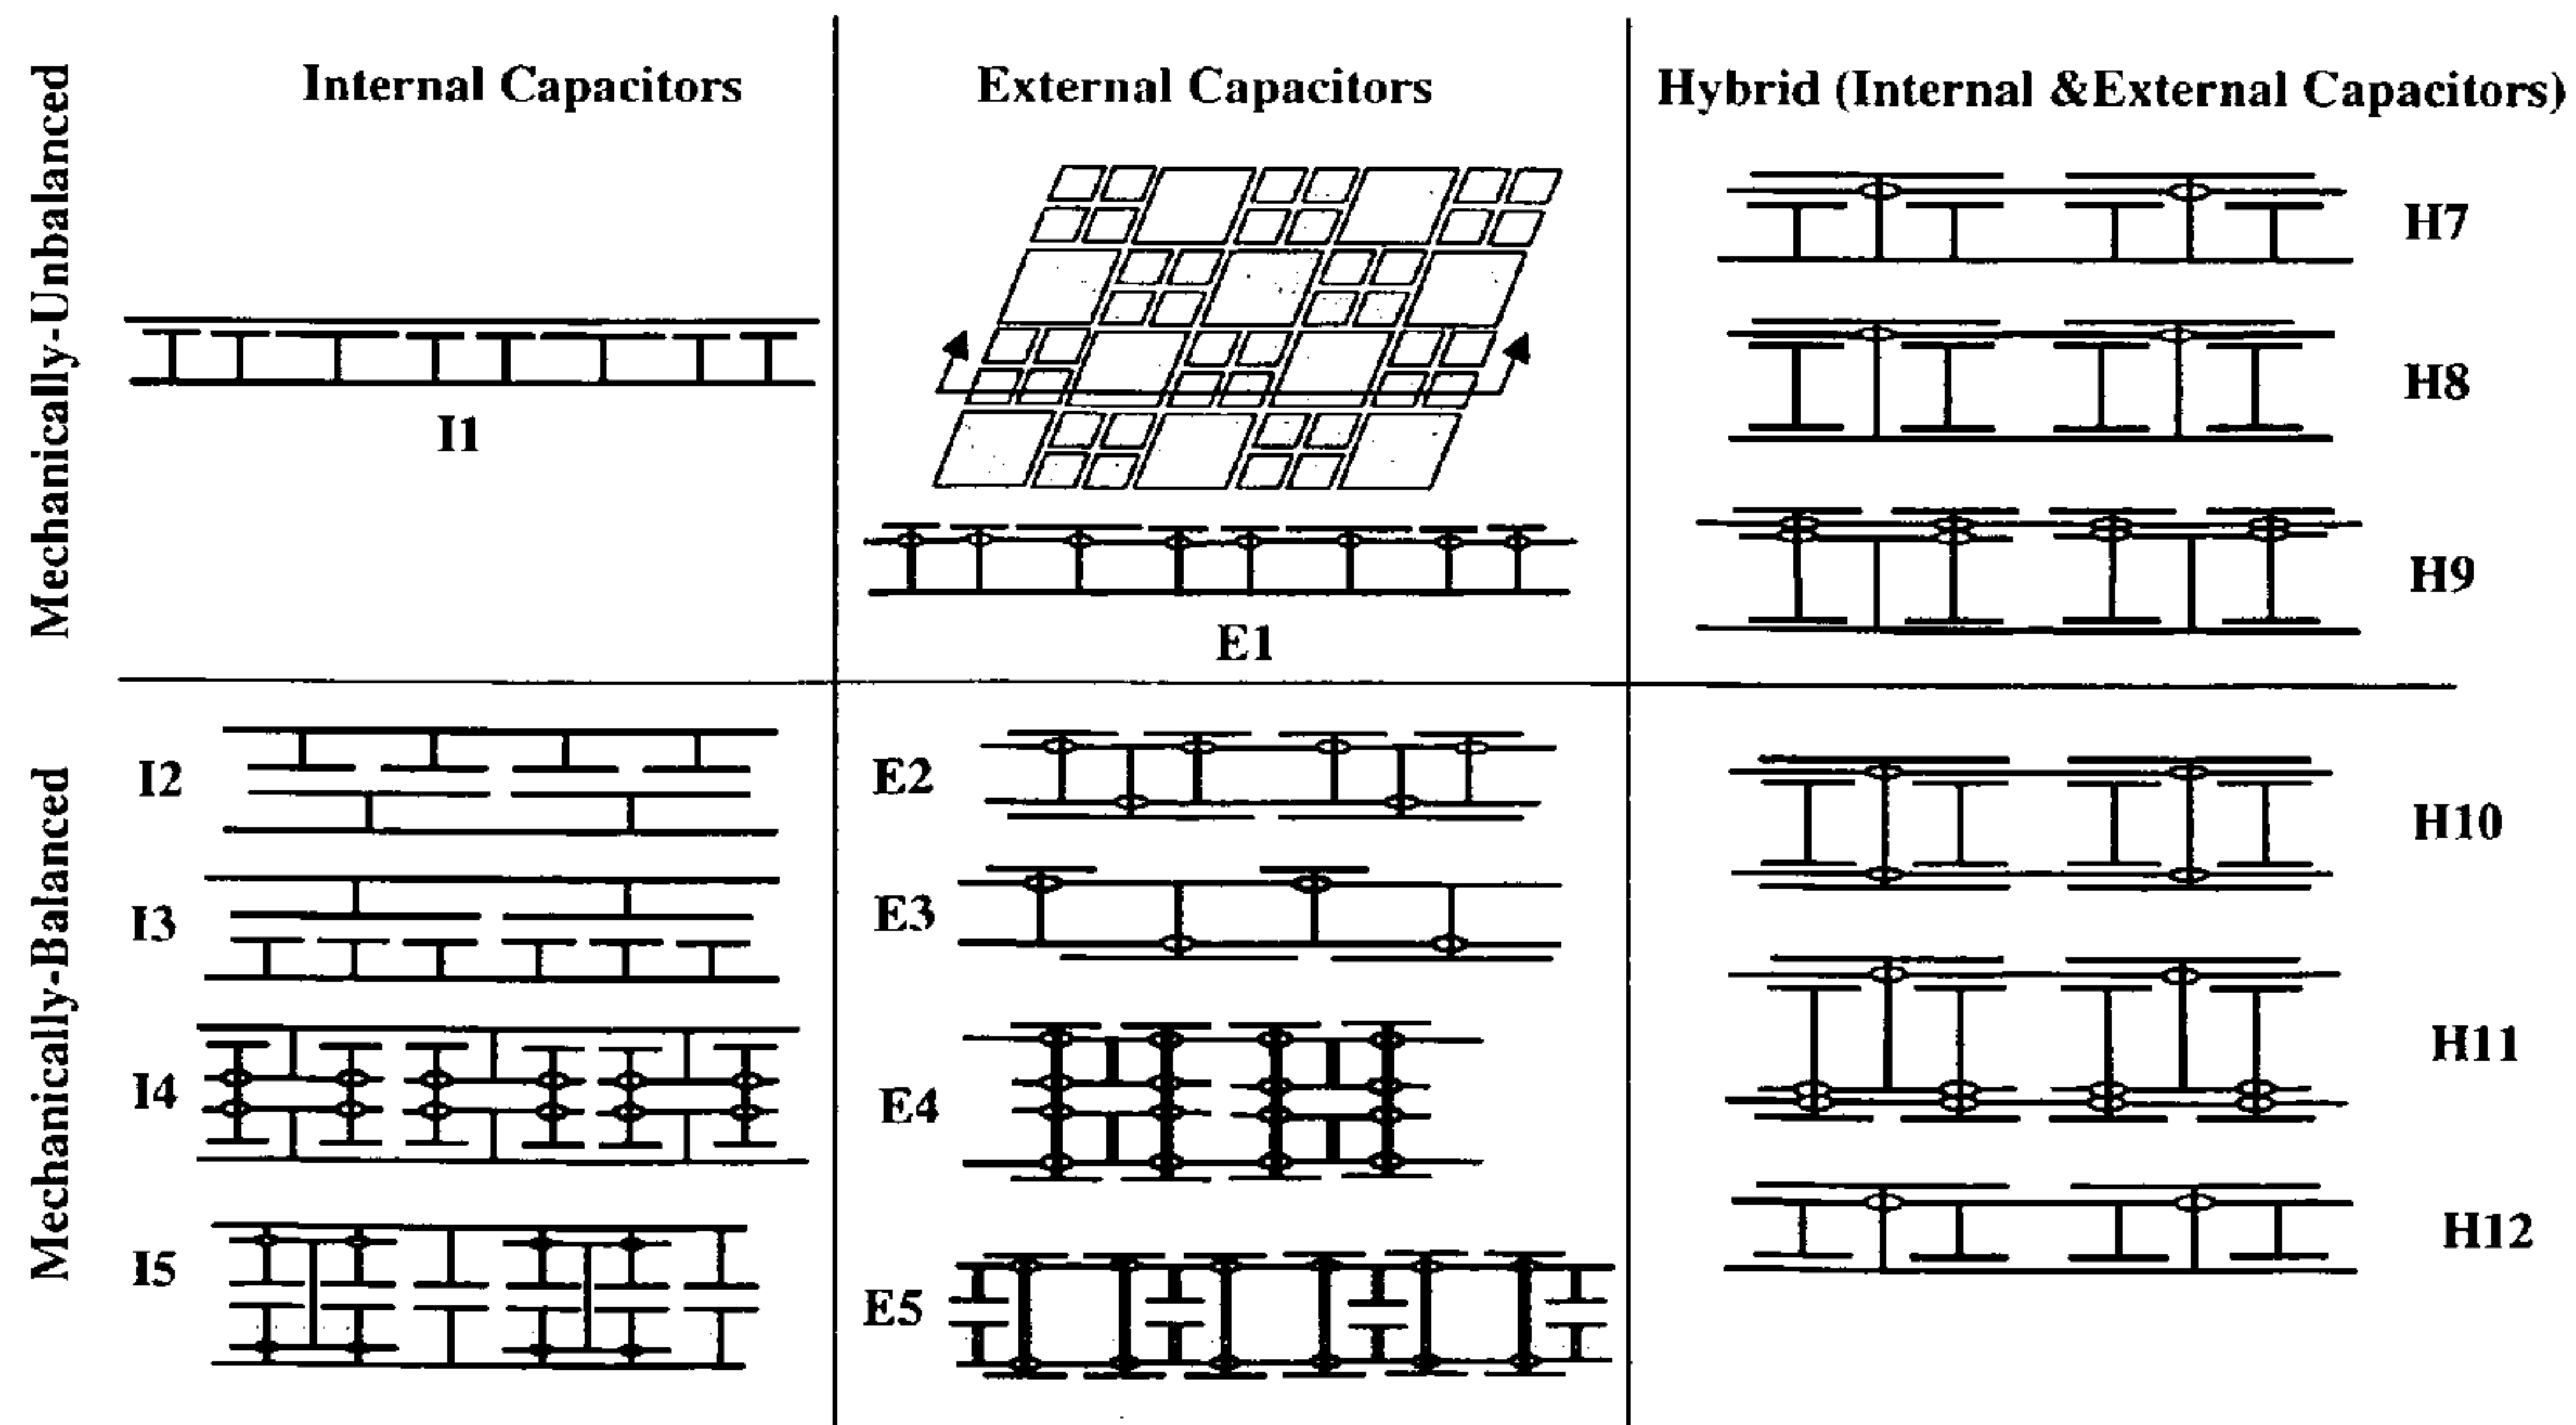 Internal Capacitors
External Capacitors
Hybrid (Internal &External Capacitors)
Mechanically-Unbalanced
I1
E1
H7
H8
H9
Mechanically-Balanced
I2
I3
I4
I5
E2
E3
E4
E5
H10
H11
H12